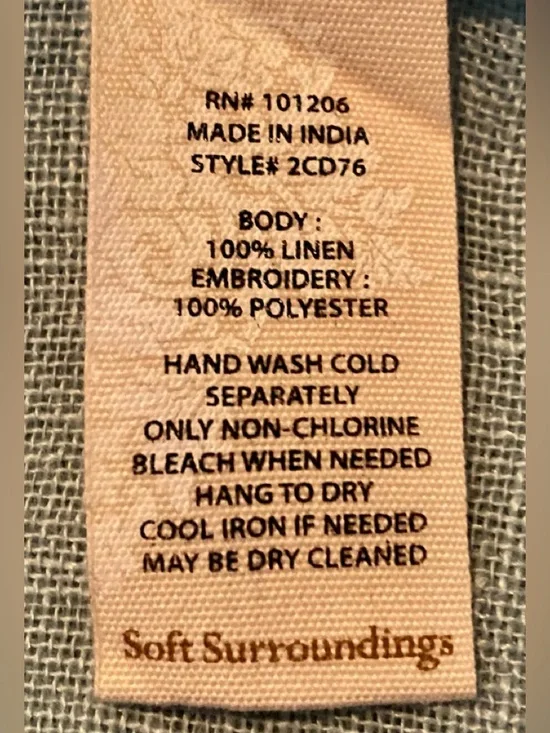 RN# 101206
MADE IN INDIA
STYLE# 2CD76
BODY :
100% LINEN
EMBROIDERY :
100% POLYESTER
HAND WASH COLD
SEPARATELY
ONLY NON-CHLORINE
BLEACH WHEN NEEDED
HANG TO DRY
COOL IRON IF NEEDED
MAY BE DRY CLEANED
Soft Surroundings